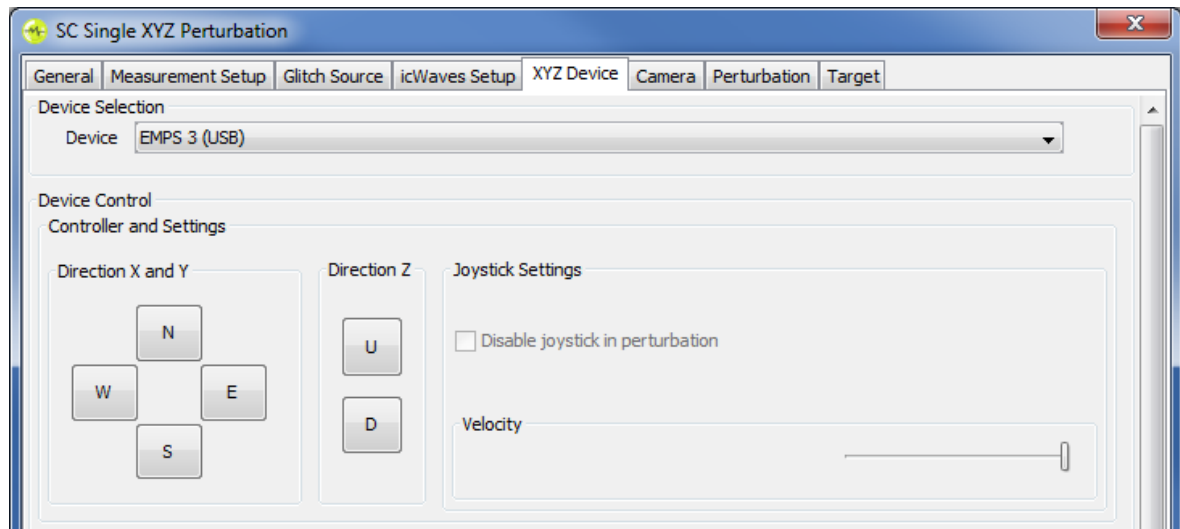 SC Single XYZ Perturbation
X
General Measurement Setup Glitch Source icWaves Setup XYZ Device Camera Perturbation Target
Device Selection
Device EMPS 3 (USB)
Device Control
Controller and Settings
Direction X and Y Direction Z Joystick Settings
N
U Disable joystick in perturbation
W E
D Velocity
S